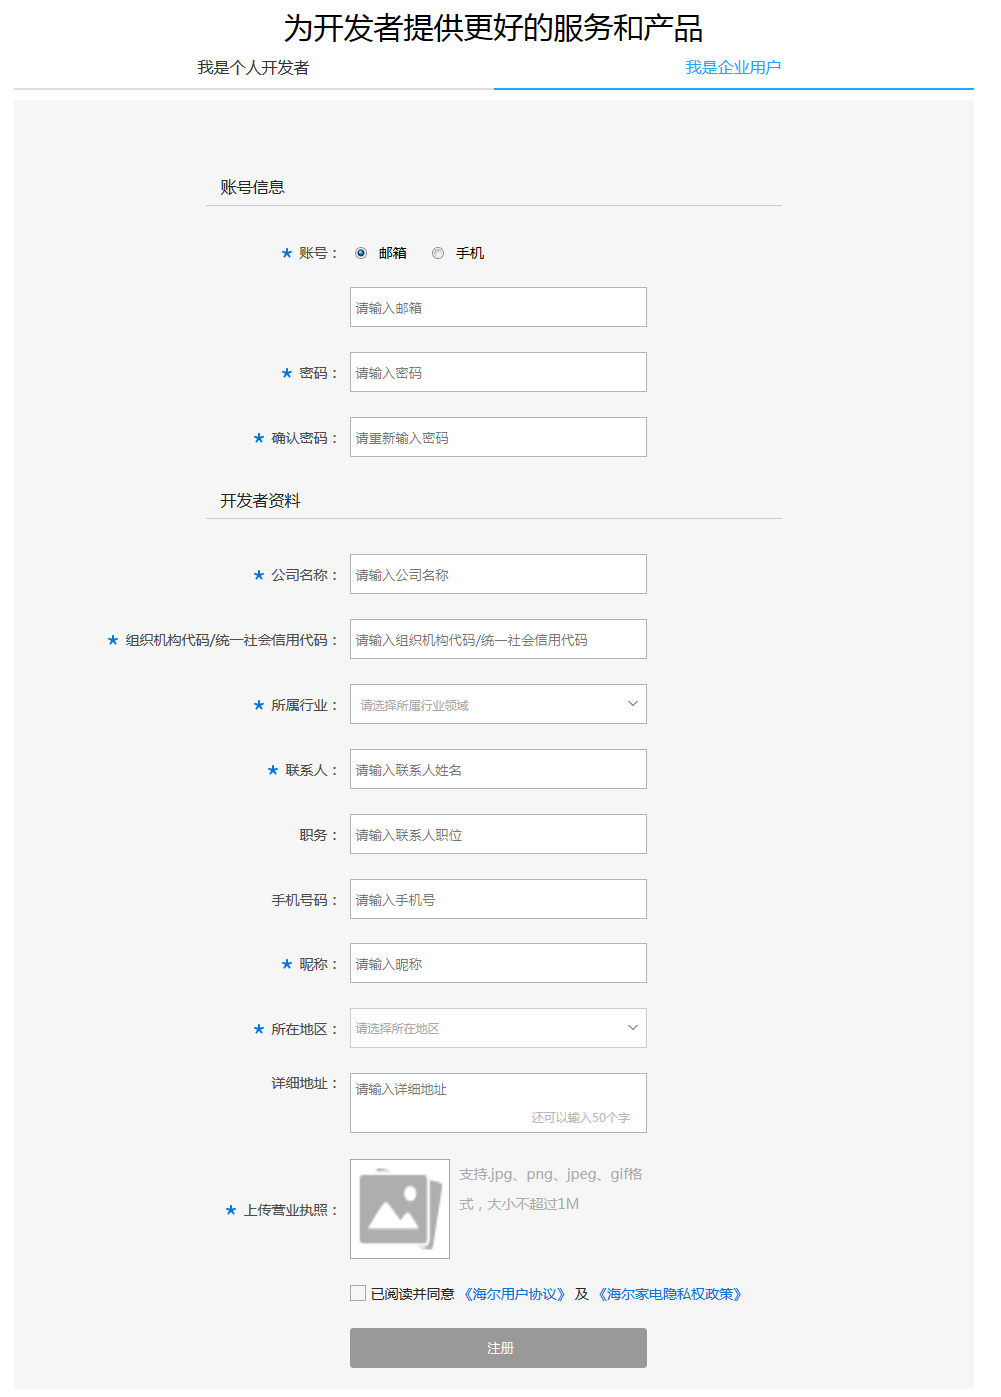 为开发者提供更好的服务和产品
我是个人开发者 我是企业用户
账号信息
* 账号： 邮箱 手机
请输入邮箱
* 密码： 请输入密码
* 确认密码： 请重新输入密码
开发者资料
* 公司名称： 请输入公司名称
* 组织机构代码/统一社会信用代码： 请输入组织机构代码/统一社会信用代码
* 所属行业： 请选择所属行业领域
* 联系人： 请输入联系人姓名
职务： 请输入联系人职位
手机号码： 请输入手机号
* 昵称： 请输入昵称
* 所在地区： 请选择所在地区
详细地址： 请输入详细地址
还可以输入50个字
* 上传营业执照： 支持.jpg、png、jpeg、gif格
式，大小不超过1M
已阅读并同意《海尔用户协议》 及 《海尔家电隐私权政策》
注册